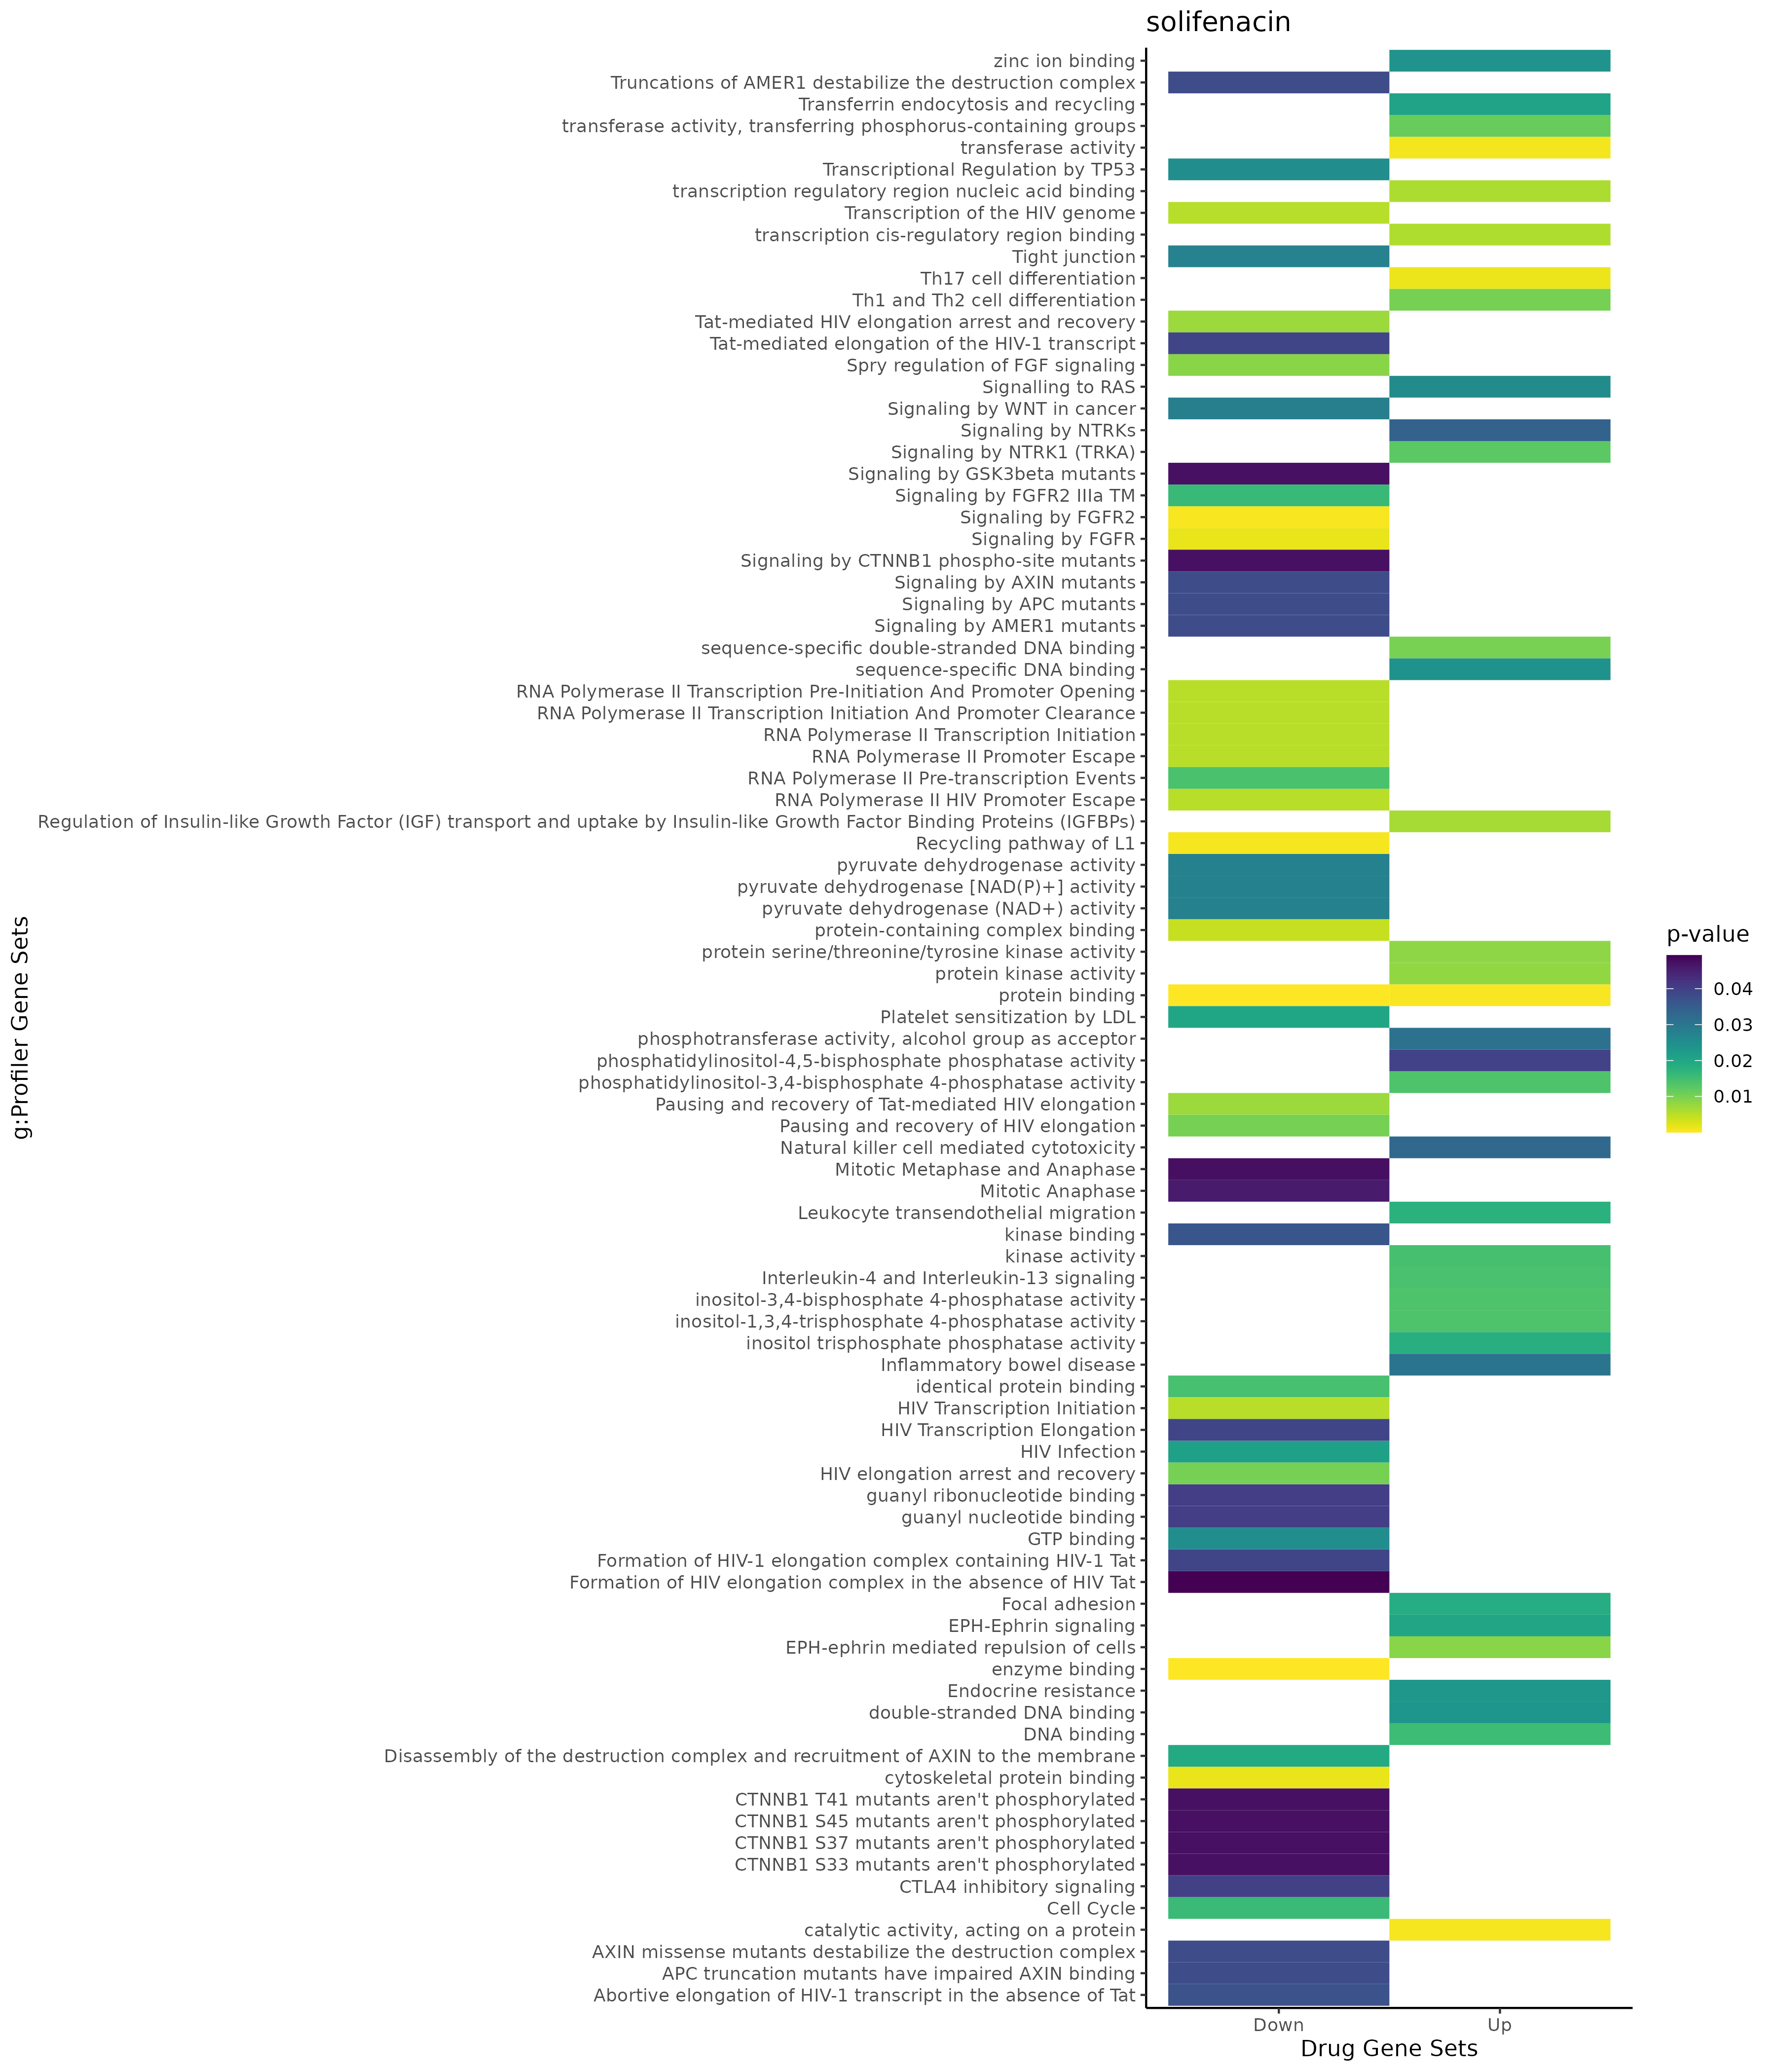 solifenacin
zinc ion binding
Truncations of AMER1 destabilize the destruction complex
Transferrin endocytosis and recycling
transferase activity, transferring phosphorus-containing groups
transferase activity
Transcriptional Regulation by TP53
transcription regulatory region nucleic acid binding
Transcription of the HIV genome
transcription cis-regulatory region binding
Tight junction
Th17 cell differentiation
Th1 and Th2 cell differentiation
Tat-mediated HIV elongation arrest and recovery
Tat-mediated elongation of the HIV-1 transcript
Spry regulation of FGF signaling
Signalling to RAS
Signaling by WNT in cancer
Signaling by NTRKs
Signaling by NTRK1 (TRKA)
Signaling by GSK3beta mutants
Signaling by FGFR2 IIIa TM
Signaling by FGFR2
Signaling by FGFR
Signaling by CTNNB1 phospho-site mutants
Signaling by AXIN mutants
Signaling by APC mutants
Signaling by AMER1 mutants
sequence-specific double-stranded DNA binding
sequence-specific DNA binding
RNA Polymerase II Transcription Pre-Initiation And Promoter Opening
RNA Polymerase II Transcription Initiation And Promoter Clearance
RNA Polymerase II Transcription Initiation
RNA Polymerase II Promoter Escape
RNA Polymerase II Pre-transcription Events
RNA Polymerase II HIV Promoter Escape
Regulation of Insulin-like Growth Factor (IGF) transport and uptake by Insulin-like Growth Factor Binding Proteins (IGFBPs)
Recycling pathway of L1
pyruvate dehydrogenase activity
pyruvate dehydrogenase [NAD(P)+] activity
pyruvate dehydrogenase (NAD+) activity
protein-containing complex binding
protein serine/threonine/tyrosine kinase activity
protein kinase activity
protein binding
Platelet sensitization by LDL
phosphotransferase activity, alcohol group as acceptor
phosphatidylinositol-4,5-bisphosphate phosphatase activity
phosphatidylinositol-3,4-bisphosphate 4-phosphatase activity
Pausing and recovery of Tat-mediated HIV elongation
Pausing and recovery of HIV elongation
Natural killer cell mediated cytotoxicity
Mitotic Metaphase and Anaphase
Mitotic Anaphase
Leukocyte transendothelial migration
kinase binding
kinase activity
Interleukin-4 and Interleukin-13 signaling
inositol-3,4-bisphosphate 4-phosphatase activity
inositol-1,3,4-trisphosphate 4-phosphatase activity
inositol trisphosphate phosphatase activity
Inflammatory bowel disease
identical protein binding
HIV Transcription Initiation
HIV Transcription Elongation
HIV Infection
HIV elongation arrest and recovery
guanyl ribonucleotide binding
guanyl nucleotide binding
GTP binding
Formation of HIV-1 elongation complex containing HIV-1 Tat
Formation of HIV elongation complex in the absence of HIV Tat
Focal adhesion
EPH-Ephrin signaling
EPH-ephrin mediated repulsion of cells
enzyme binding
Endocrine resistance
double-stranded DNA binding
DNA binding
Disassembly of the destruction complex and recruitment of AXIN to the membrane
cytoskeletal protein binding
CTNNB1 T41 mutants aren't phosphorylated
CTNNB1 S45 mutants aren't phosphorylated
CTNNB1 S37 mutants aren't phosphorylated
CTNNB1 S33 mutants aren't phosphorylated
CTLA4 inhibitory signaling
Cell Cycle
catalytic activity, acting on a protein
AXIN missense mutants destabilize the destruction complex
APC truncation mutants have impaired AXIN binding
Abortive elongation of HIV-1 transcript in the absence of Tat
Down
Up
Drug Gene Sets
g:Profiler Gene Sets
p-value
0.04
0.03
0.02
0.01